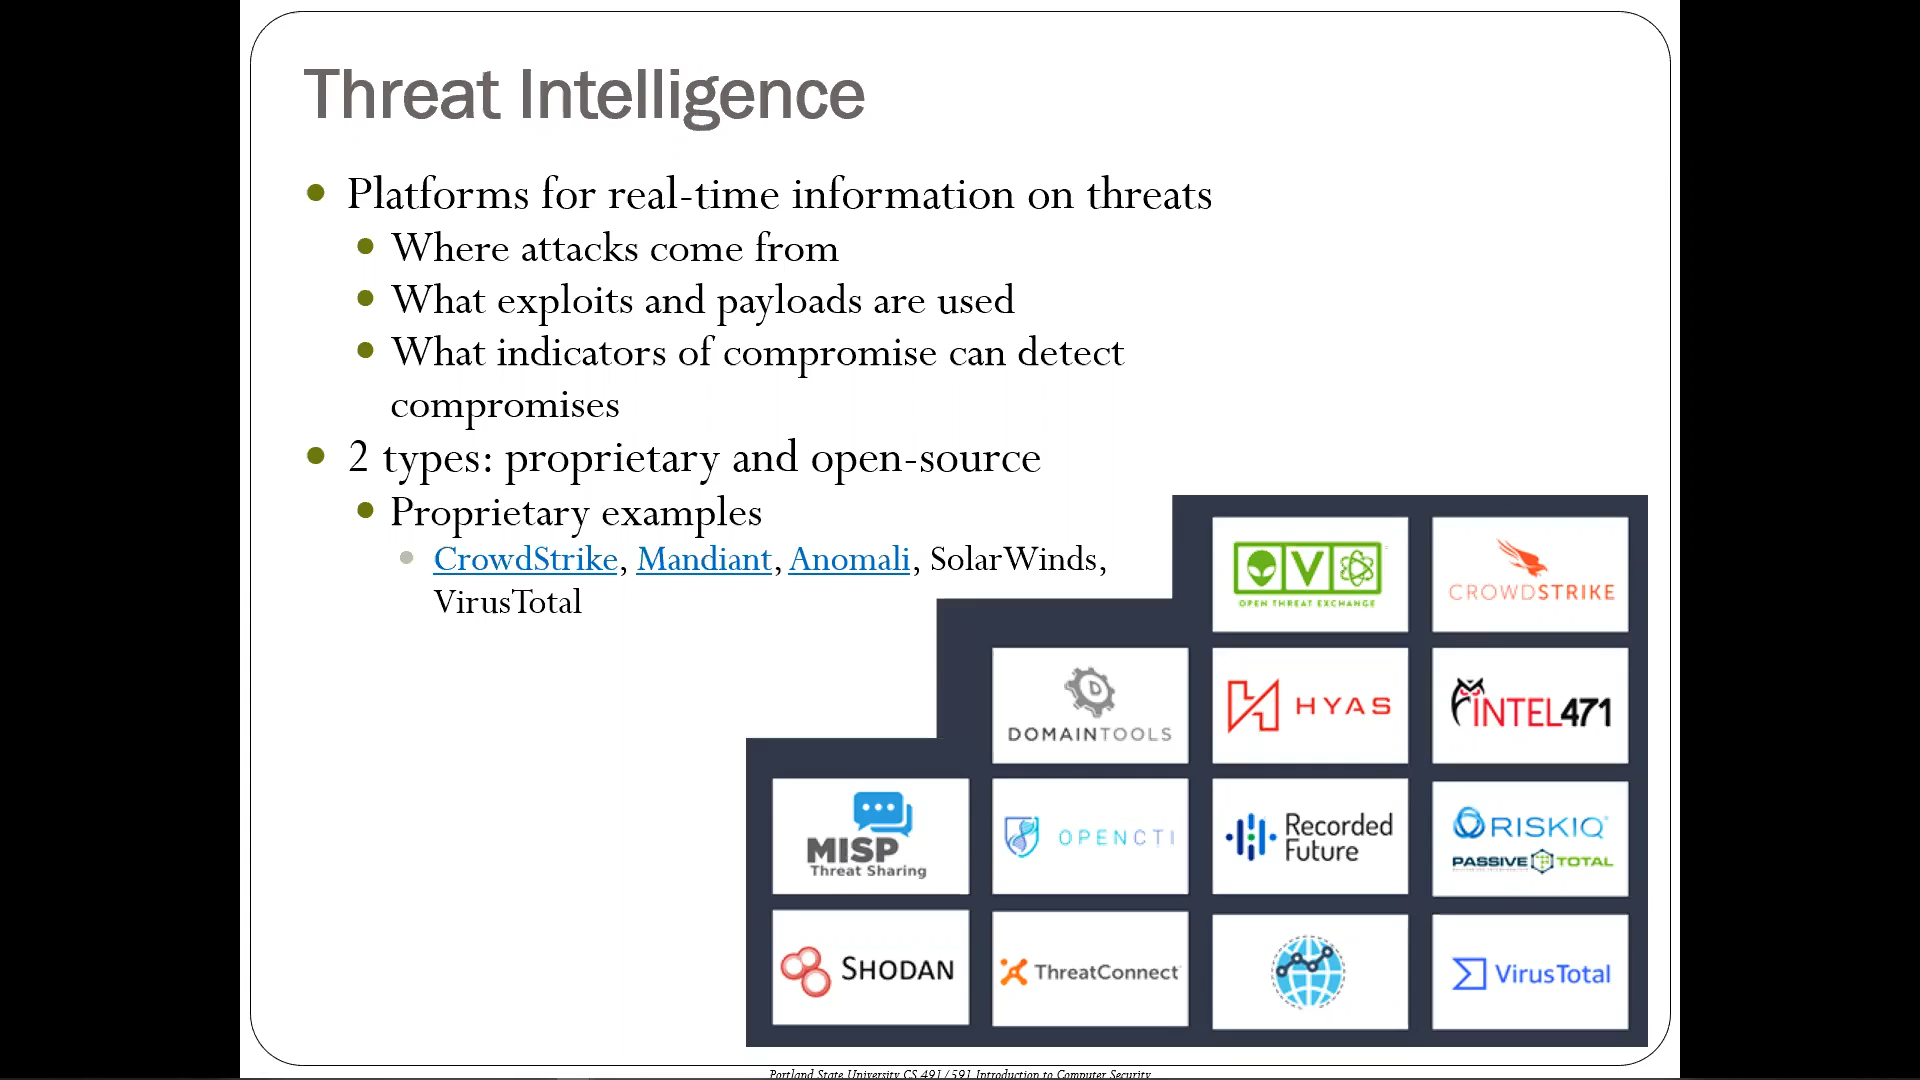 Threat Intelligence
Platforms for real-time information on threats
Where attacks come from
What exploits and payloads are used
What indicators of compromise can detect
compromises
2 types: proprietary and open-source
Proprietary examples
CrowdStrike, Mandiant, Anomali, SolarWinds,
VirusTotal
OPEN THREAT EXCHANGE
CROWDSTRIKE
DOMAINTOOLS
HYAS
INTEL471
MISP
Threat Sharing
OPENCTI
Recorded
Future
RISKIQ
PASSIVE TOTAL
SHODAN
ThreatConnect
VirusTotal
Portland State University CS 491/591 Introduction to Computer Security